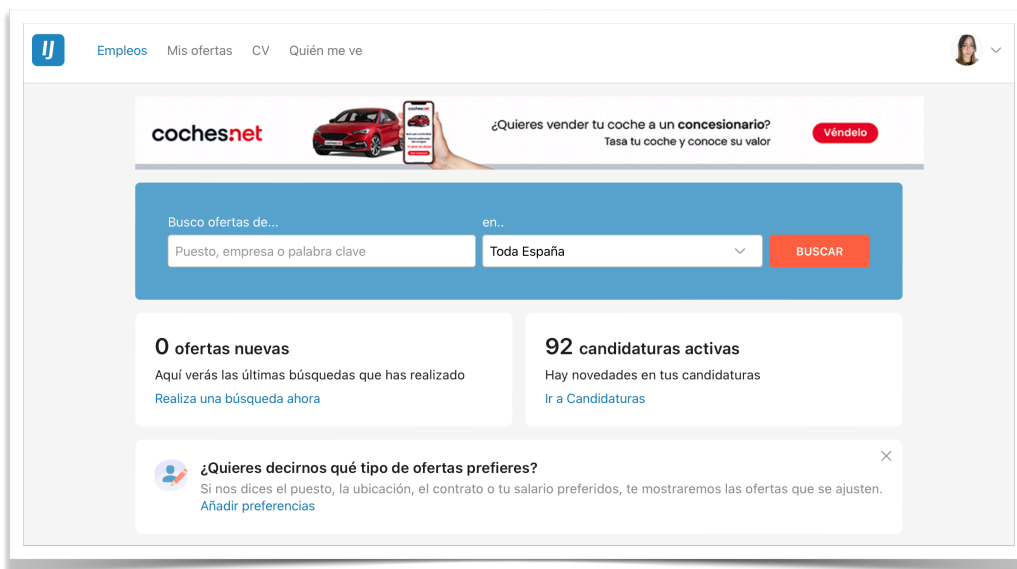 IJ
Empleos Mis ofertas CV Quién me ve
coches.net
¿Quieres vender tu coche a un concesionario?
Tasa tu coche y conoce su valor
Véndelo
Busco ofertas de...
en..
Puesto, empresa o palabra clave
Toda España
BUSCAR
0 ofertas nuevas
Aquí verás las últimas búsquedas que has realizado
Realiza una búsqueda ahora
92 candidaturas activas
Hay novedades en tus candidaturas
Ir a Candidaturas
¿Quieres decirnos qué tipo de ofertas prefieres?
Si nos dices el puesto, la ubicación, el contrato o tu salario preferidos, te mostraremos las ofertas que se ajusten.
Añadir preferencias